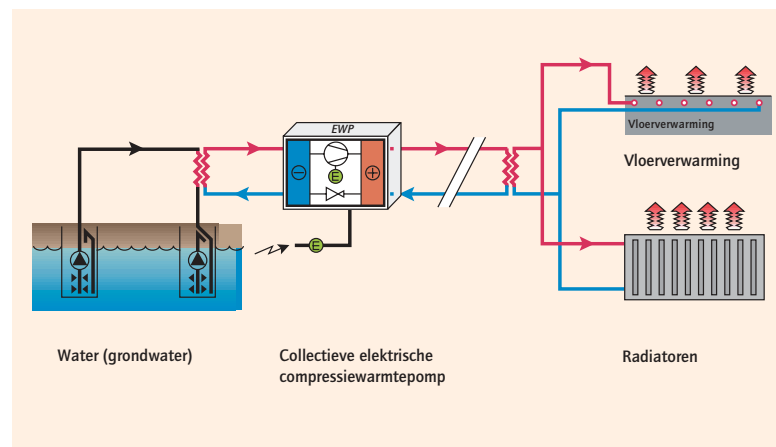 EWP
E
E
Vloerverwarming
Vloerverwarming
Water (grondwater)
Collectieve elektrische
compressiewarmtepomp
Radiatoren